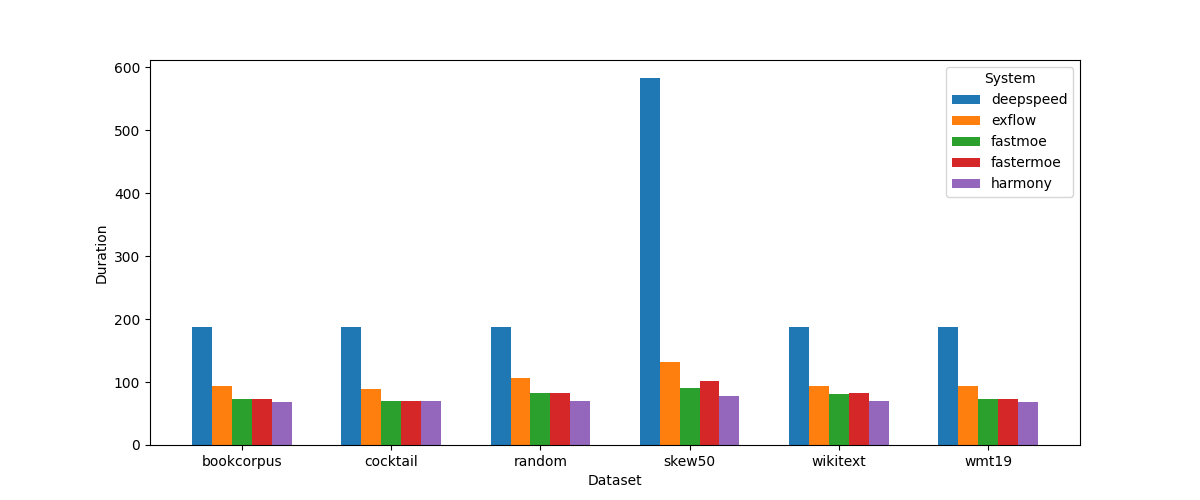 600
500
400
300
200
100
0
Duration
System
deepspeed
exflow
fastmoe
fastermoe
harmony
bookcorpus cocktail random skew50 wikitext wmt19
Dataset